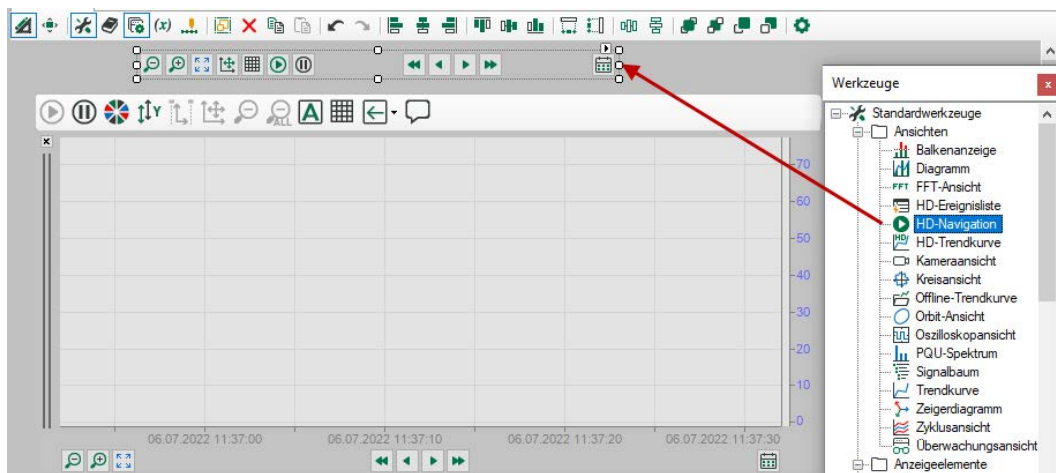 (x)
Werkzeuge
x
Standardwerkzeuge
Ansichten
Balkenanzeige
Diagramm
FFT FFT-Ansicht
HD-Ereignisliste
HD-Navigation
HD HD-Trendkurve
Kameraansicht
Kreisansicht
Offline-Trendkurve
Orbit-Ansicht
Oszilloskopansicht
PQU-Spektrum
Signalbaum
Trendkurve
Zeigerdiagramm
Zyklusansicht
Überwachungsansicht
Anzeigeelemente
Y
ALL
A
70
60
50
40
30
20
10
0
06.07.2022 11:37:00
06.07.2022 11:37:10
06.07.2022 11:37:20
06.07.2022 11:37:30